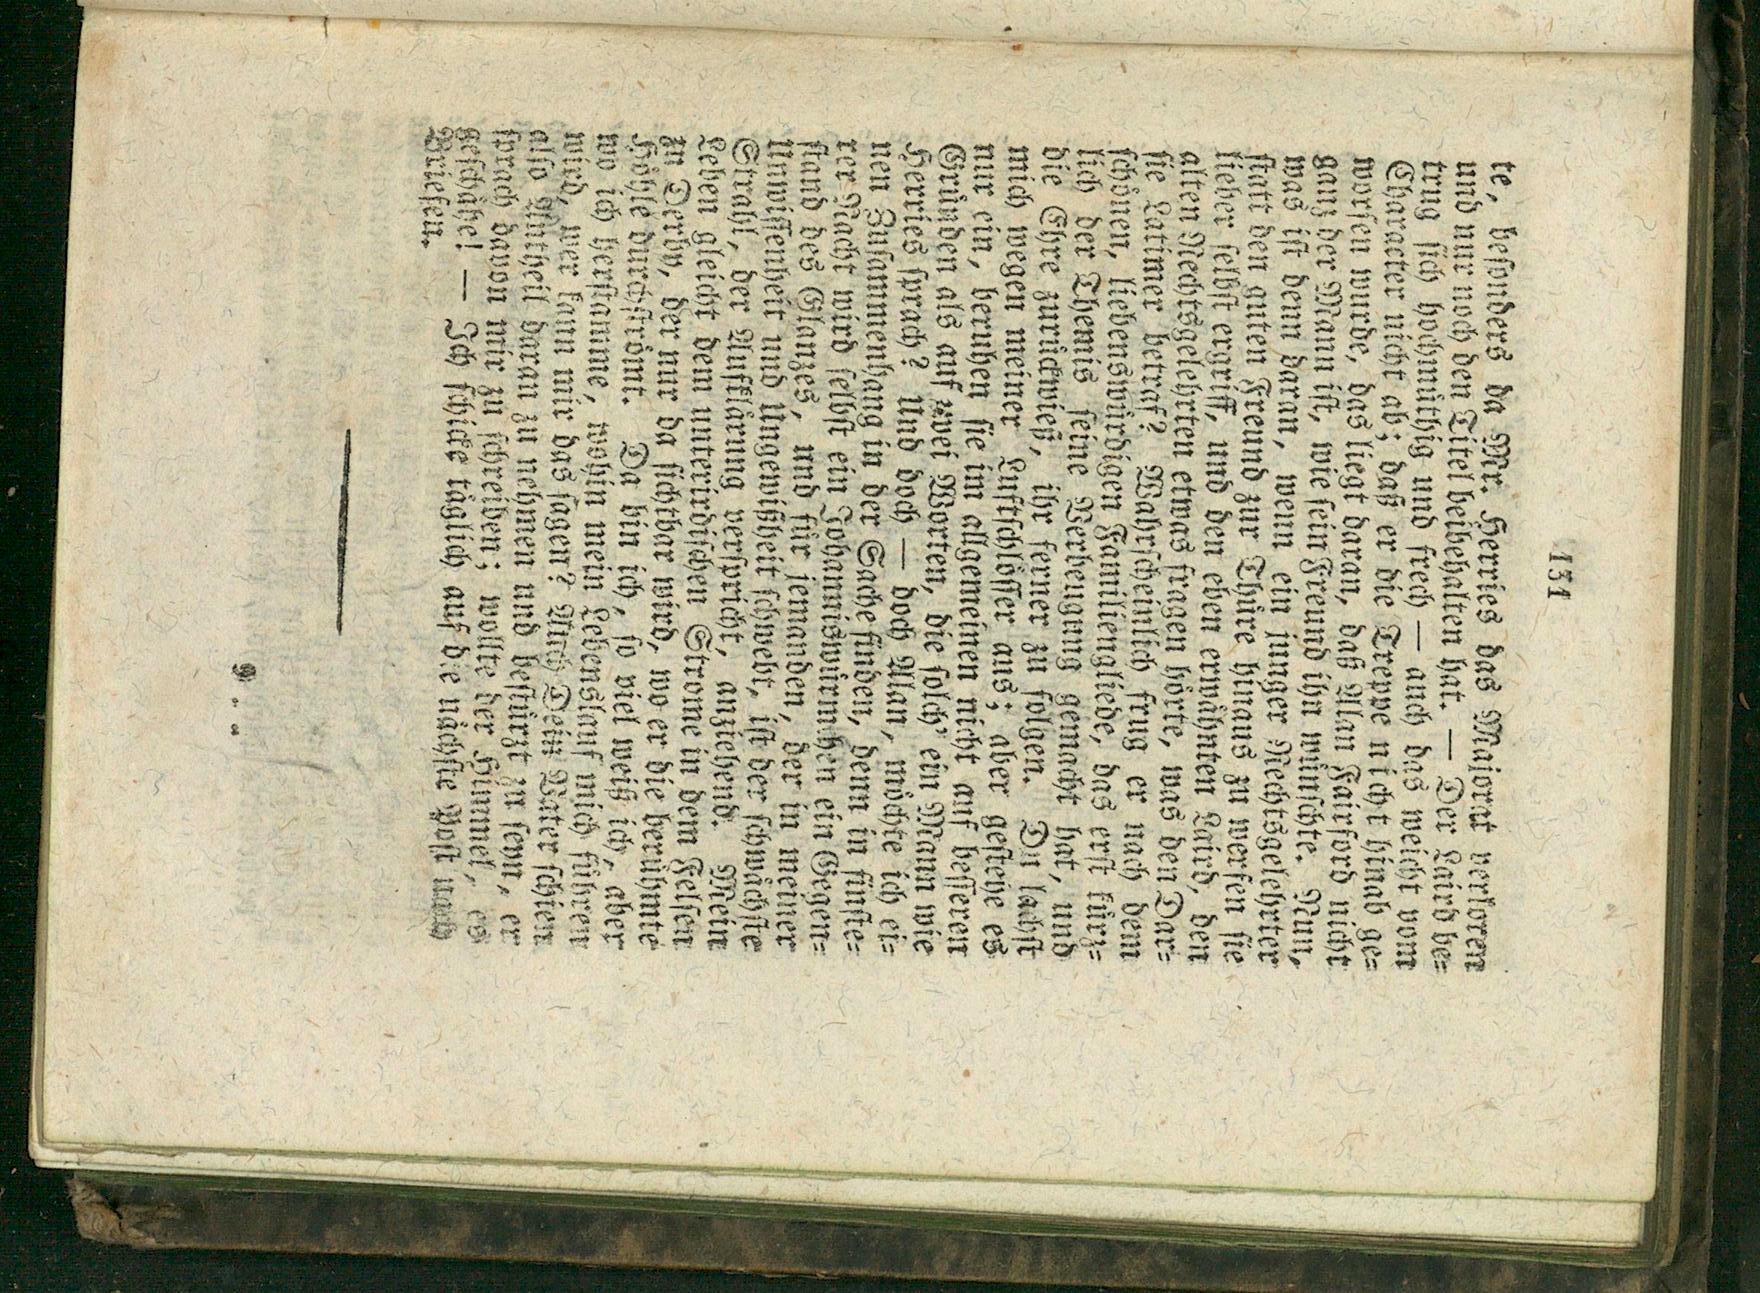 131
te, besonders da Mr. Herries das Majorat verloren
und nur noch den Titel beibehalten hat. — Der Laird be=
trug sich hochmüthig und frech — auch das weicht vom
Character nicht ab; daß er die Treppe nicht hinab ge=
worfen wurde, das liegt daran, daß Alan Fairford nicht
ganz der Mann ist, wie sein Freund ihn wünschte. Nun,
was ist denn daran, wenn ein junger Rechtsgelehrter
statt den guten Freund zur Thüre hinaus zu werfen sie
lieber selbst ergriff, und den eben erwähnten Laird, den
alten Rechtsgelehrten etwas fragen hörte, was den Dar=
sie Latimer betraf? Wahrscheinlich frug er nach dem
schönen, liebenswürdigen Familiengliede, das erst kürz=
lich der Themis seine Verbeugung gemacht hat, und
die Ehre zurückwieß, ihr ferner zu folgen. Du lachst
mich wegen meiner Luftschlösser aus; aber gestehe es
nur ein, beruhen sie im allgemeinen nicht auf besseren
Gründen als auf zwei Worten, die solch' ein Mann wie
Herries sprach? Und doch — doch Alan, möchte ich ei=
nen Zusammenhang in der Sache finden, denn in finste=
rer Nacht wird selbst ein Johanniswürmchen ein Gegen=
stand des Glanzes, und für jemanden, der in meiner
Unwissenheit und Ungewißheit schwebt, ist der schwächste
Strahl, der Aufklärung verspricht, anziehend. Mein
Leben gleicht dem unterirdischen Strome in dem Felsen
zu Derby, der nur da sichtbar wird, wo er die berühmte
Höhle durchströmt. Da bin ich, so viel weiß ich, aber
wo ich herstamme, wohin mein Lebenslauf mich führen
wird, wer kann mir das sagen? Auch Dein Vater schien
also Antheil daran zu nehmen und bestürzt zu seyn, er
sprach davon mir zu schreiben; wollte der Himmel, es
geschähe! — Ich schicke täglich auf die nächste Post nach
Briefen.
9 . . .